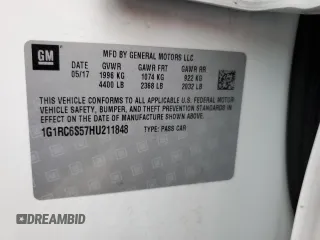 GM
MFD BY GENERAL MOTORS LLC
DATE GVWR GAWR FRT GAWR RR
05/17 1996 KG 1074 KG 922 KG
4400 LB 2368 LB 2032 LB
THIS VEHICLE CONFORMS TO ALL APPLICABLE U.S. FEDERAL MOTOR
VEHICLE SAFETY, BUMPER, AND THEFT PREVENTION STANDARDS
IN EFFECT ON THE DATE OF MANUFACTURE SHOWN ABOVE.
1G1RC6S57HU211848 TYPE: PASS CAR
DREAMBID